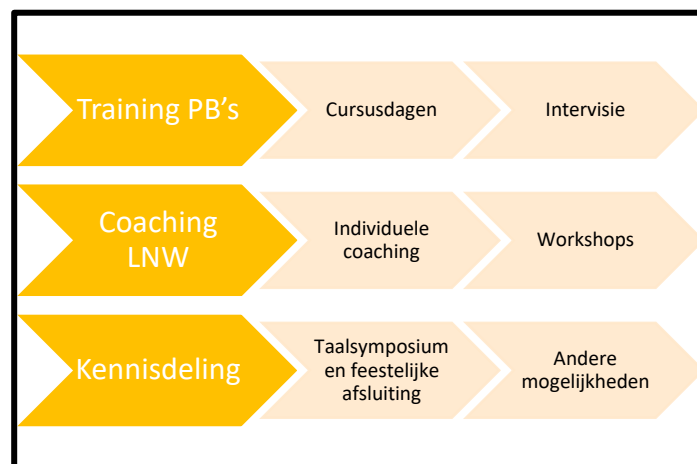 Training PB’s
Cursusdagen
Intervisie
Coaching
LNW
Individuele
coaching
Workshops
Kennisdeling
Taalsymposium
en feestelijke
afsluiting
Andere
mogelijkheden